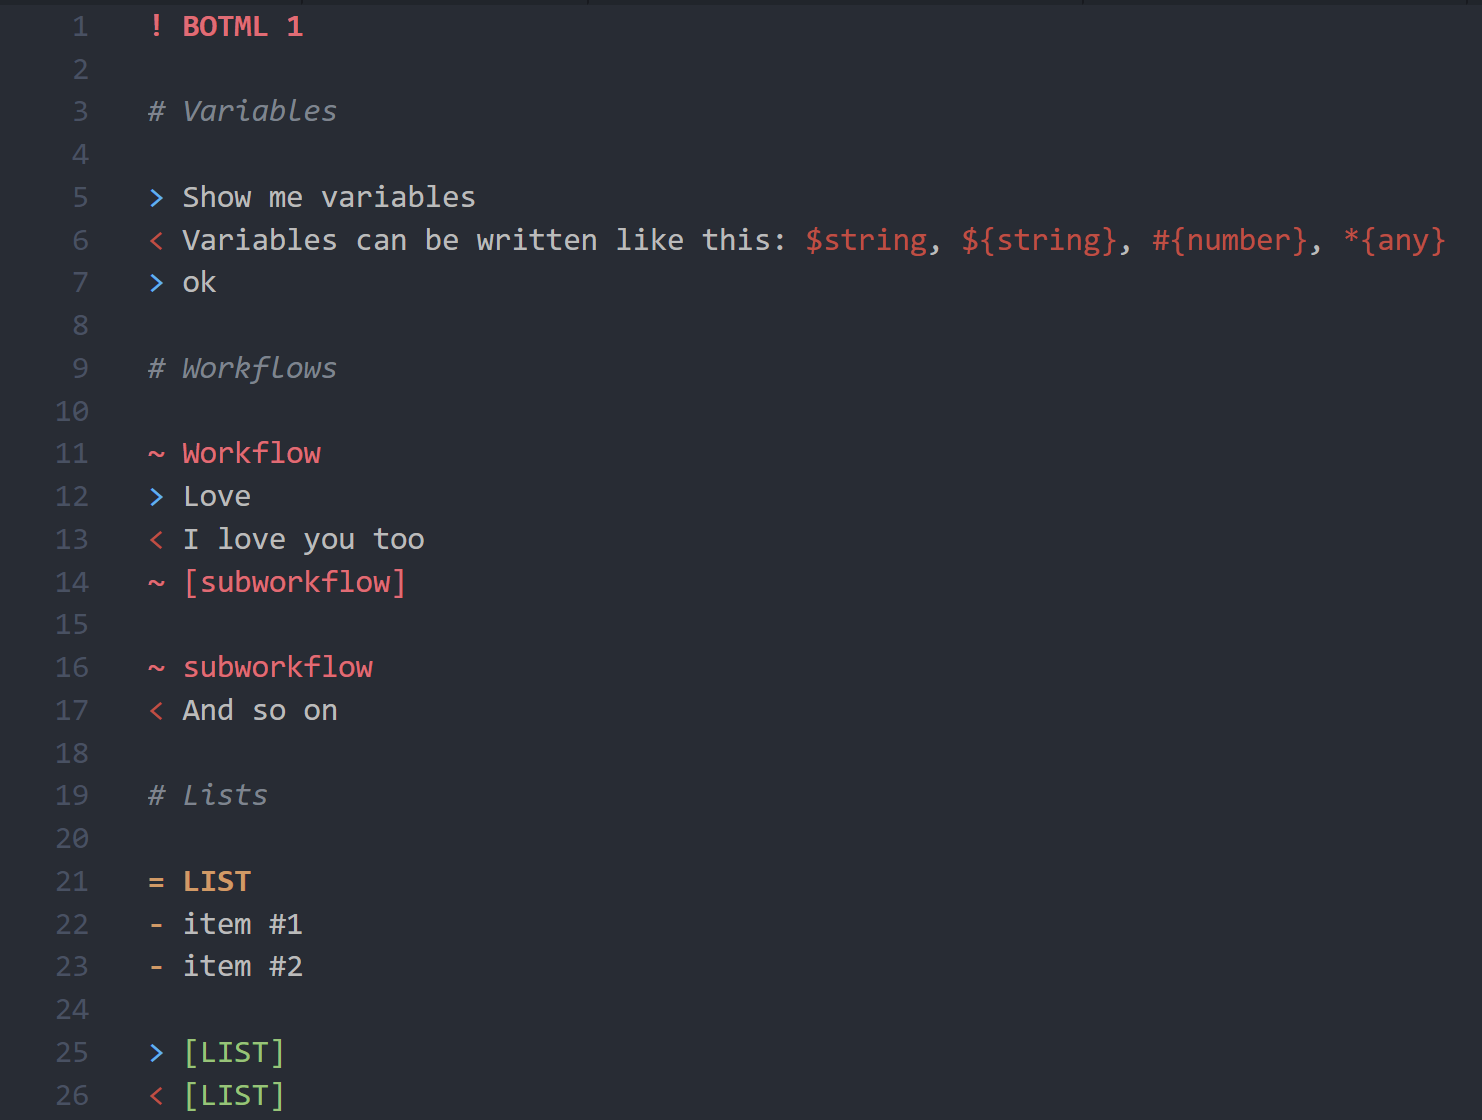 1 ! BOTML 1
2
3 # Variables
4
5 > Show me variables
6 < Variables can be written like this: $string, ${string}, #{number}, *{any}
7 > ok
8
9 # Workflows
10
11 ~ Workflow
12 > Love
13 < I love you too
14 ~ [subworkflow]
15
16 ~ subworkflow
17 < And so on
18
19 # Lists
20
21 = LIST
22 - item #1
23 - item #2
24
25 > [LIST]
26 < [LIST]